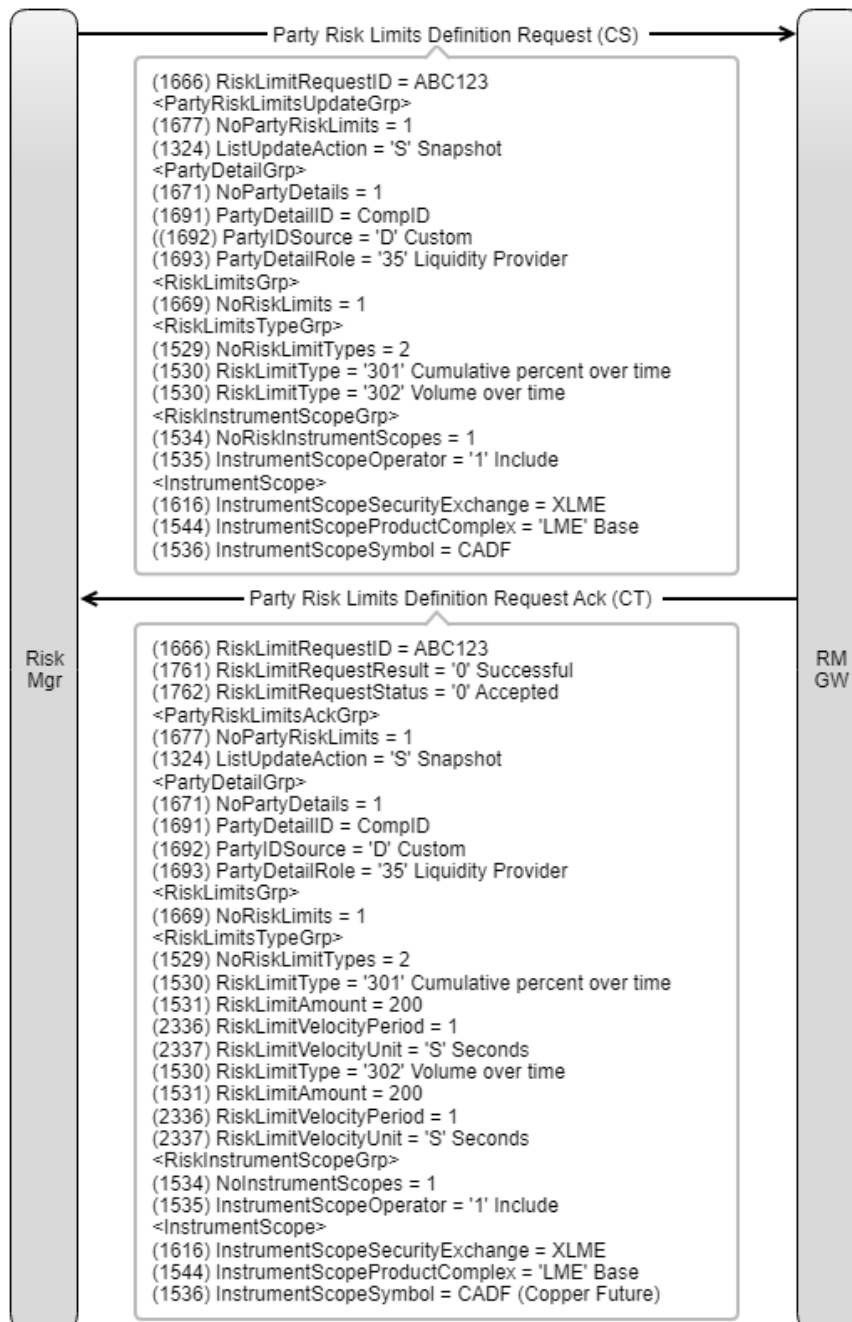 Party Risk Limits Definition Request (CS)
(1666) RiskLimitRequestID = ABC123
<PartyRiskLimitsUpdateGrp>
(1677) NoPartyRiskLimits = 1
(1324) ListUpdateAction = 'S' Snapshot
<PartyDetailGrp>
(1671) NoPartyDetails = 1
(1691) PartyDetailID = CompID
((1692) PartyIDSource = 'D' Custom
(1693) PartyDetailRole = '35' Liquidity Provider
<RiskLimitsGrp>
(1669) NoRiskLimits = 1
<RiskLimitsTypeGrp>
(1529) NoRiskLimitTypes = 2
(1530) RiskLimitType = '301' Cumulative percent over time
(1530) RiskLimitType = '302' Volume over time
<RiskInstrumentScopeGrp>
(1534) NoRiskInstrumentScopes = 1
(1535) InstrumentScopeOperator = '1' Include
<InstrumentScope>
(1616) InstrumentScopeSecurityExchange = XLME
(1544) InstrumentScopeProductComplex = 'LME' Base
(1536) InstrumentScopeSymbol = CADF
Party Risk Limits Definition Request Ack (CT)
(1666) RiskLimitRequestID = ABC123
(1761) RiskLimitRequestResult = '0' Successful
(1762) RiskLimitRequestStatus = '0' Accepted
<PartyRiskLimitsAckGrp>
(1677) NoPartyRiskLimits = 1
(1324) ListUpdateAction = 'S' Snapshot
<PartyDetailGrp>
(1671) NoPartyDetails = 1
(1691) PartyDetailID = CompID
(1692) PartyIDSource = 'D' Custom
(1693) PartyDetailRole = '35' Liquidity Provider
<RiskLimitsGrp>
(1669) NoRiskLimits = 1
<RiskLimitsTypeGrp>
(1529) NoRiskLimitTypes = 2
(1530) RiskLimitType = '301' Cumulative percent over time
(1531) RiskLimitAmount = 200
(2336) RiskLimitVelocityPeriod = 1
(2337) RiskLimitVelocityUnit = 'S' Seconds
(1530) RiskLimitType = '302' Volume over time
(1531) RiskLimitAmount = 200
(2336) RiskLimitVelocityPeriod = 1
(2337) RiskLimitVelocityUnit = 'S' Seconds
<RiskInstrumentScopeGrp>
(1534) NoInstrumentScopes = 1
(1535) InstrumentScopeOperator = '1' Include
<InstrumentScope>
(1616) InstrumentScopeSecurityExchange = XLME
(1544) InstrumentScopeProductComplex = 'LME' Base
(1536) InstrumentScopeSymbol = CADF (Copper Future)
Risk
Mgr
RM
GW